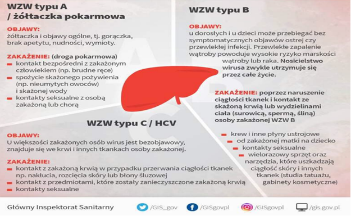 WZW typu A
/ żółtaczka pokarmowa
OBJAWY:
żółtaczka i objawy ogólne, tj. gorączka,
brak apetytu, nudności, wymioty.
ZAKAŻENIE: (droga pokarmowa)
kontakt bezpośredni z zakażonym
człowiekiem (np. brudne ręce)
spożycie skażonego pożywienia
(np. nieumytych owoców)
i skażonej wody
kontakty seksualne z osobą
zakażoną lub chorą
WZW typu B
OBJAWY:
u dorosłych i u dzieci może przebiegać bez
symptomatycznych objawów ostrej czy
przewlekłej infekcji. Przewlekłe zapalenie
wątroby powoduje wysokie ryzyko marskości
wątroby lub raka. Nosicielstwo
wirusa zwykle utrzymuje się
przez całe życie.
ZAKAŻENIE: poprzez naruszenie
ciągłości tkanek i kontakt ze
skażoną krwią lub wydzielinami
ciała (surowicą, spermą, śliną)
osoby zakażonej WZW B
krew i inne płyny ustrojowe
od zakażonej matki na dziecko
kontakty seksualne
wielorazowy sprzęt oraz
narzędzia, które uszkadzają
ciągłość skóry i innych
tkanek (studia tatuażu,
gabinety kosmetyczne)
WZW typu C / HCV
OBJAWY:
U większości zakażonych osób wirus jest bezobjawowy,
znajduje się we krwi i innych tkankach osoby zakażonej.
ZAKAŻENIE:
kontakt z zakażoną krwią w przypadku przerwania ciągłości tkanek
np. nakłucia, rozcięcia skóry lub błony śluzowej
kontakt z przedmiotami, które zostały zanieczyszczone zakażoną krwią
kontakty seksualne
Główny Inspektorat Sanitarny
/GIS_gov
/gis.gov.pl